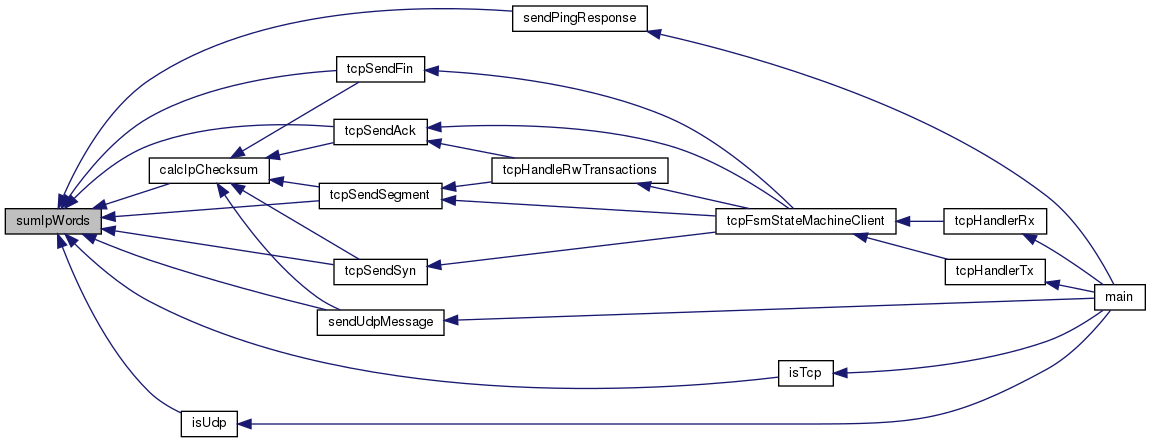 sendPingResponse
tcpSendFin
tcpSendAck
calcIpChecksum
tcpHandleRwTransactions
tcpSendSegment
sumIpWords
tcpFsmStateMachineClient
tcpHandlerRx
tcpSendSyn
tcpHandlerTx
main
sendUdpMessage
isTcp
isUdp